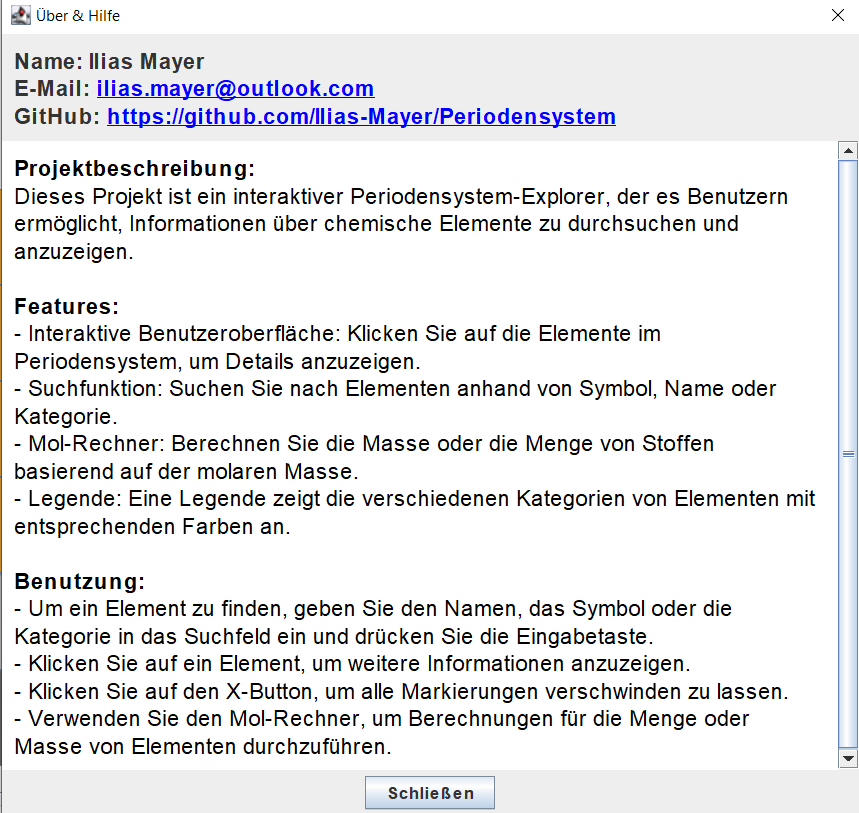 Über & Hilfe
Name: Ilias Mayer
E-Mail: ilias.mayer@outlook.com
GitHub: https://github.com/Ilias-Mayer/Periodensystem
Projektbeschreibung:
Dieses Projekt ist ein interaktiver Periodensystem-Explorer, der es Benutzern
ermöglicht, Informationen über chemische Elemente zu durchsuchen und
anzuzeigen.
Features:
- Interaktive Benutzeroberfläche: Klicken Sie auf die Elemente im
Periodensystem, um Details anzuzeigen.
- Suchfunktion: Suchen Sie nach Elementen anhand von Symbol, Name oder
Kategorie.
- Mol-Rechner: Berechnen Sie die Masse oder die Menge von Stoffen
basierend auf der molaren Masse.
- Legende: Eine Legende zeigt die verschiedenen Kategorien von Elementen mit
entsprechenden Farben an.
Benutzung:
- Um ein Element zu finden, geben Sie den Namen, das Symbol oder die
Kategorie in das Suchfeld ein und drücken Sie die Eingabetaste.
- Klicken Sie auf ein Element, um weitere Informationen anzuzeigen.
- Klicken Sie auf den X-Button, um alle Markierungen verschwinden zu lassen.
- Verwenden Sie den Mol-Rechner, um Berechnungen für die Menge oder
Masse von Elementen durchzuführen.
Schließen